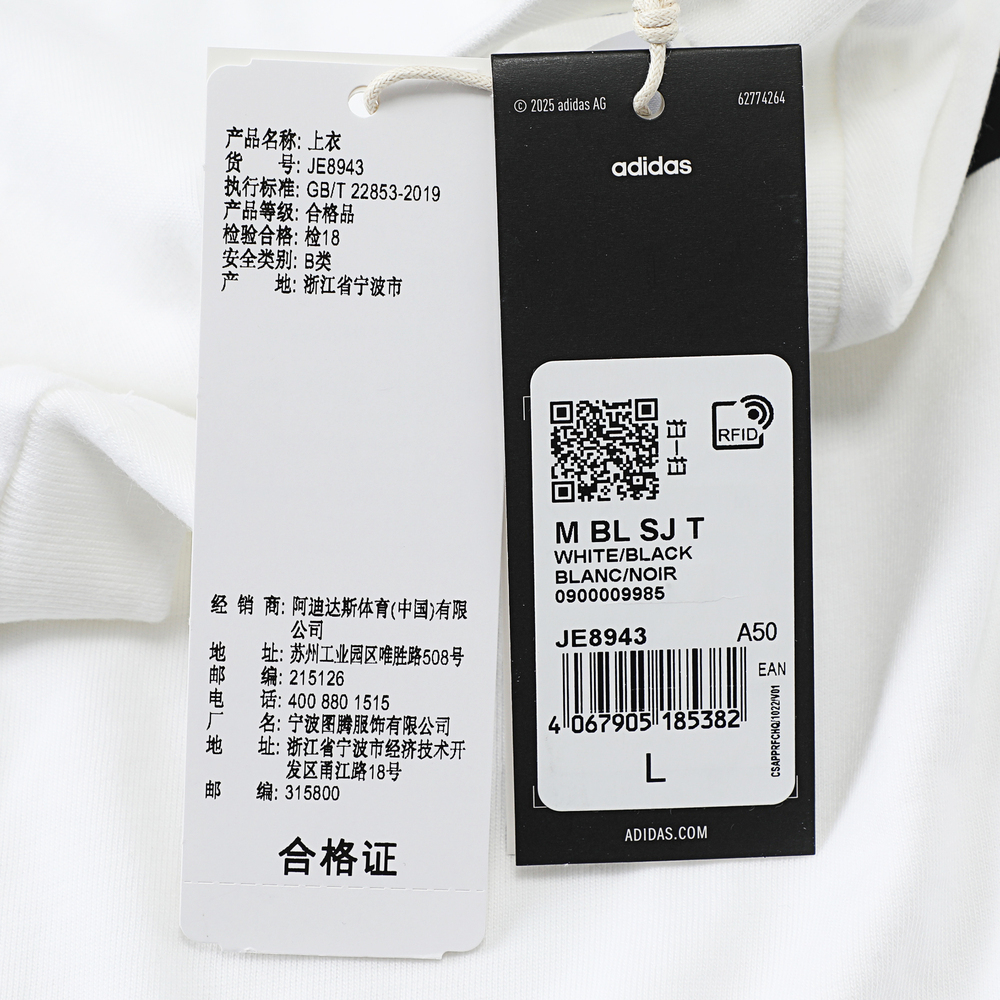 产品名称: 上衣
货 号: JE8943
执行标准: GB/T 22853-2019
产品等级: 合格品
检验合格: 检18
安全类别: B类
产 地: 浙江省宁波市
经 销 商: 阿迪达斯体育(中国)有限
公司
地 址: 苏州工业园区唯胜路508号
邮 编: 215126
电 话: 400 880 1515
厂 名: 宁波图腾服饰有限公司
地 址: 浙江省宁波市经济技术开
发区甬江路18号
邮 编: 315800
合格证
© 2025 adidas AG
62774264
adidas
扫一扫
RFID
M BL SJ T
WHITE/BLACK
BLANC/NOIR
0900009985
JE8943 A50
EAN
4 067905 185382
CSAPPRFCHQ/1022/V01
L
ADIDAS.COM